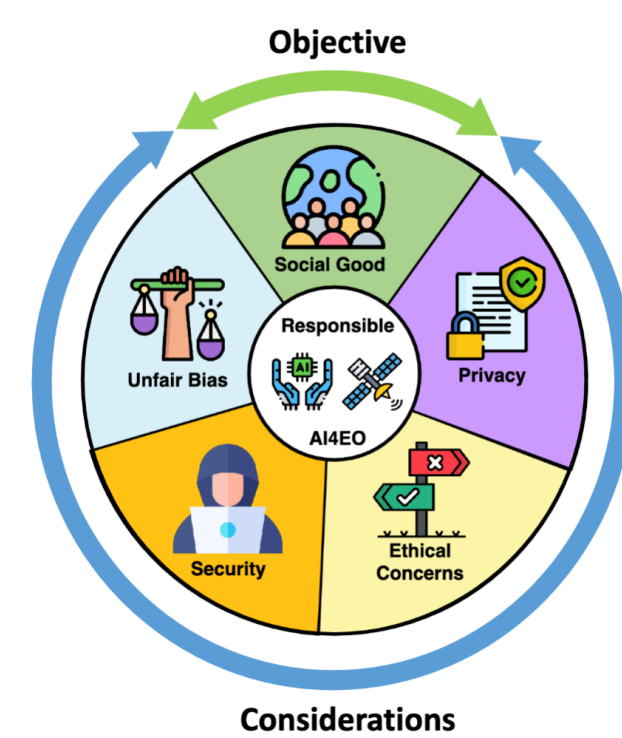 Objective
Social Good
Responsible
AI
AI4EO
Unfair Bias
Privacy
Security
Ethical
Concerns
Considerations